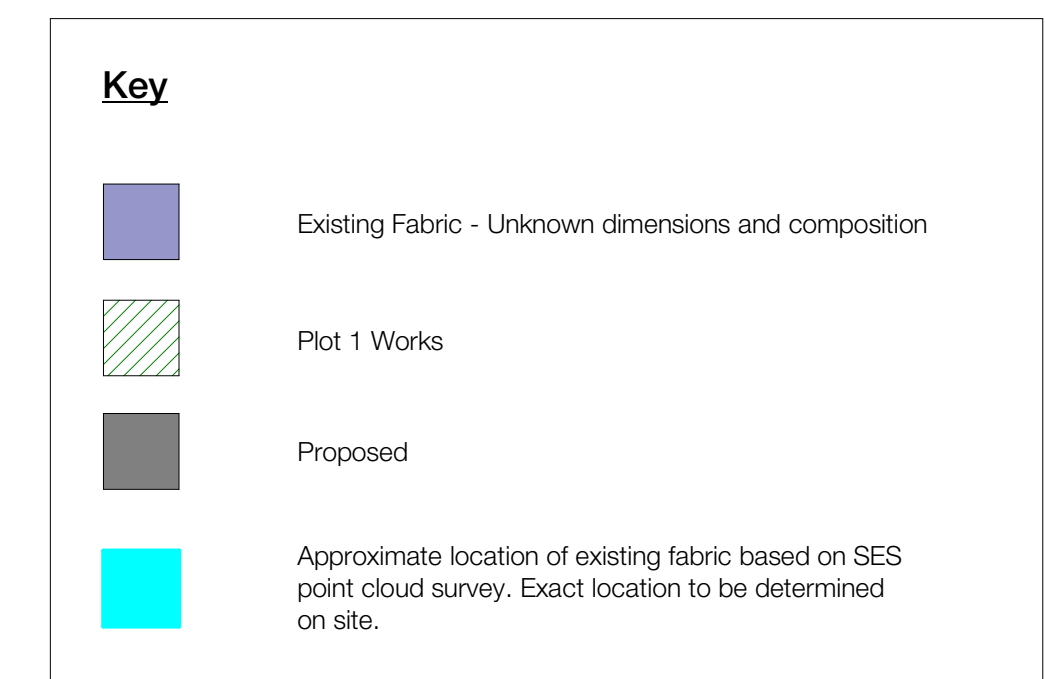 Key
Existing Fabric - Unknown dimensions and composition
Plot 1 Works
Proposed
Approximate location of existing fabric based on SES
point cloud survey. Exact location to be determined
on site.